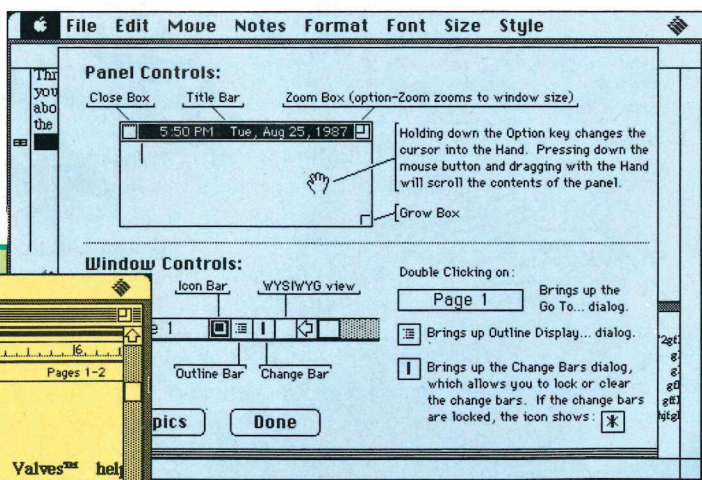 File Edit Move Notes Format Font Size Style
Panel Controls:
Close Box Title Bar Zoom Box (option-Zoom zooms to window size)
5:50 PM Tue, Aug 25, 1987
Holding down the Option key changes the
cursor into the Hand. Pressing down the
mouse button and dragging with the Hand
will scroll the contents of the panel.
Grow Box
Window Controls:
Icon Bar WYSIWYG view
1
Outline Bar Change Bar
Double Clicking on:
Page 1 Brings up the
Go To... dialog.
Brings up Outline Display... dialog.
Brings up the Change Bars dialog,
which allows you to lock or clear
the change bars. If the change bars
are locked, the icon shows:
pics Done
Thr
you
abo
the
6
Pages 1-2
Valves™ help